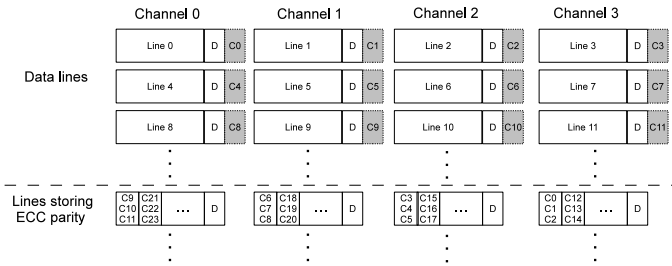 Channel 0 Channel 1 Channel 2 Channel 3
Data lines
Line 0 D C0 Line 1 D C1 Line 2 D C2 Line 3 D C3
Line 4 D C4 Line 5 D C5 Line 6 D C6 Line 7 D C7
Line 8 D C8 Line 9 D C9 Line 10 D C10 Line 11 D C11
Lines storing
ECC parity
C9 C21 ... D C6 C18 ... D C3 C15 ... D C0 C12 ... D
C10 C22 C7 C19 C4 C16 C1 C13
C11 C23 C8 C20 C5 C17 C2 C14